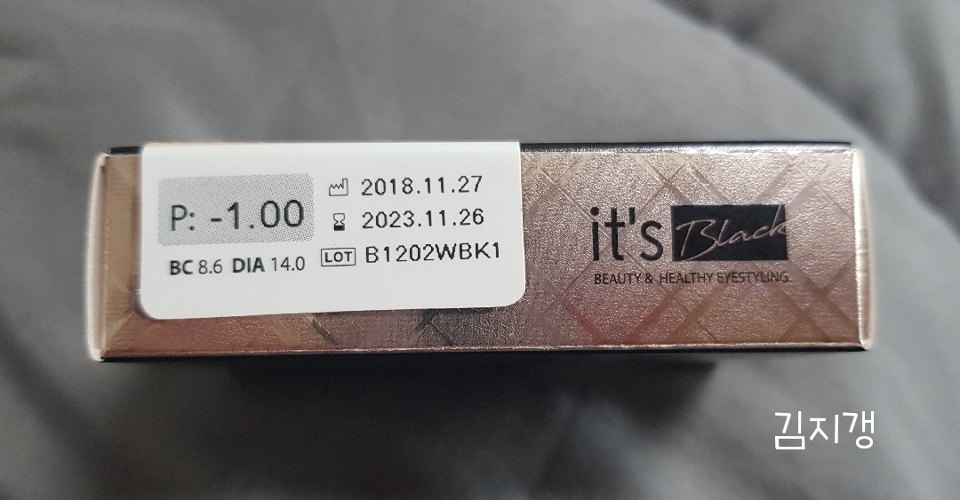 P: -1.00
BC 8.6 DIA 14.0
2018.11.27
2023.11.26
LOT B1202WBK1
it's Black
BEAUTY & HEALTHY EYESTYLING
김지갱